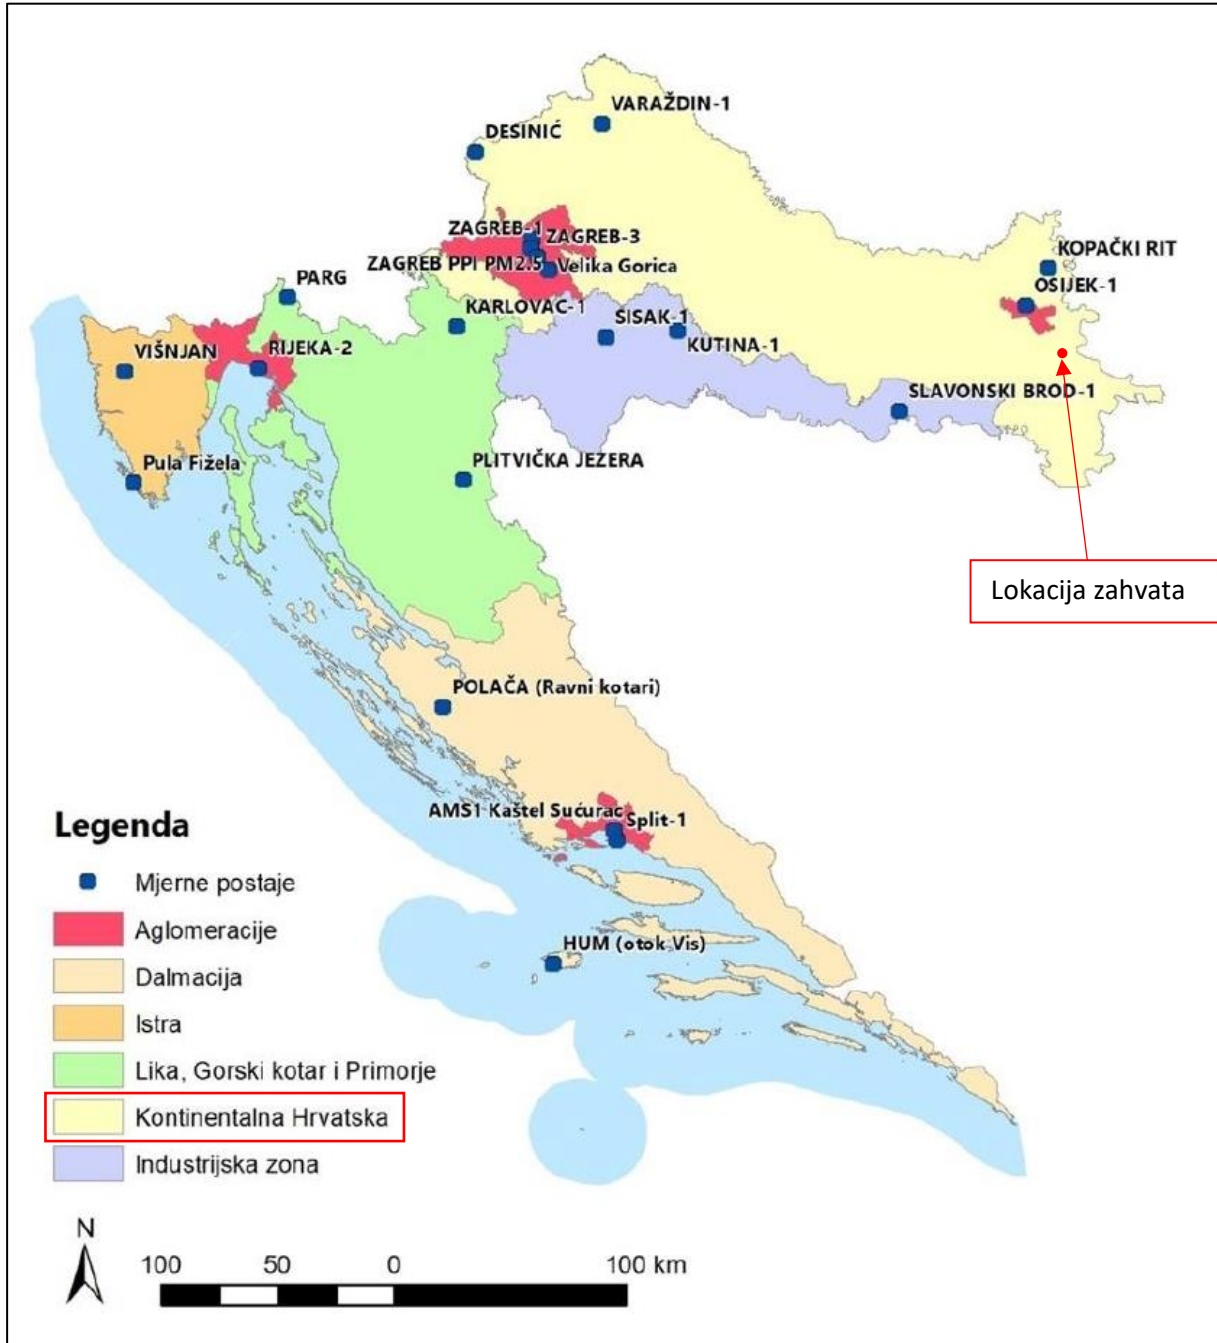 VARAŽDIN-1
DESINIĆ
ZAGREB-1
ZAGREB-3
KOPAČKI RIT
ZAGREB PPI PM2.5
Velika Gorica
PARG
OSIJEK-1
KARLOVAC-1
SISAK-1
KUTINA-1
VIŠNJAN
RIJEKA-2
SLAVONSKI BROD-1
Pula Fižela
PLITVIČKA JEZERA
Lokacija zahvata
POLAČA (Ravni kotari)
AMS1 Kaštel Sućurac
Split-1
HUM (otok Vis)
Legenda
Mjerne postaje
Aglomeracije
Dalmacija
Istra
Lika, Gorski kotar i Primorje
Kontinentalna Hrvatska
Industrijska zona
N
100 50 0 100 km